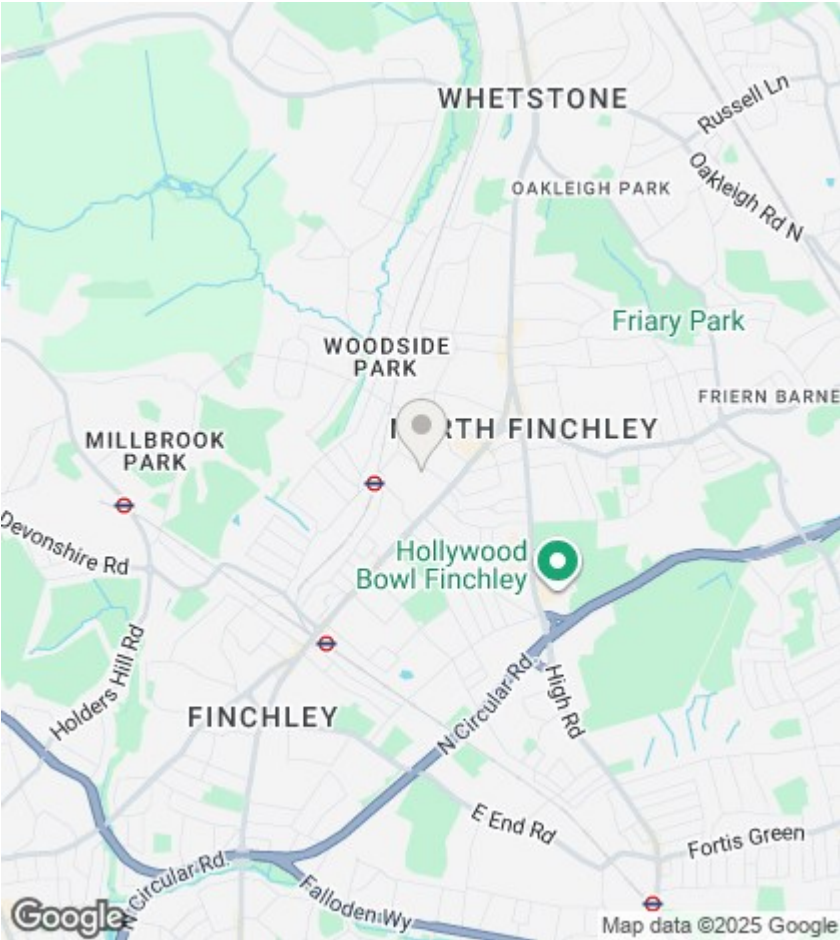 WHETSTONE
Russell Ln
OAKLEIGH PARK
Oakleigh Rd N
Friary Park
WOODSIDE
PARK
FRIERN BARNE
NORTH FINCHLEY
MILLBROOK
PARK
Devonshire Rd
Hollywood
Bowl Finchley
Holders Hill Rd
N Circular Rd
High Rd
FINCHLEY
E End Rd
Fortis Green
N Circular Rd
Falloden Wy
Google
Map data ©2025 Google